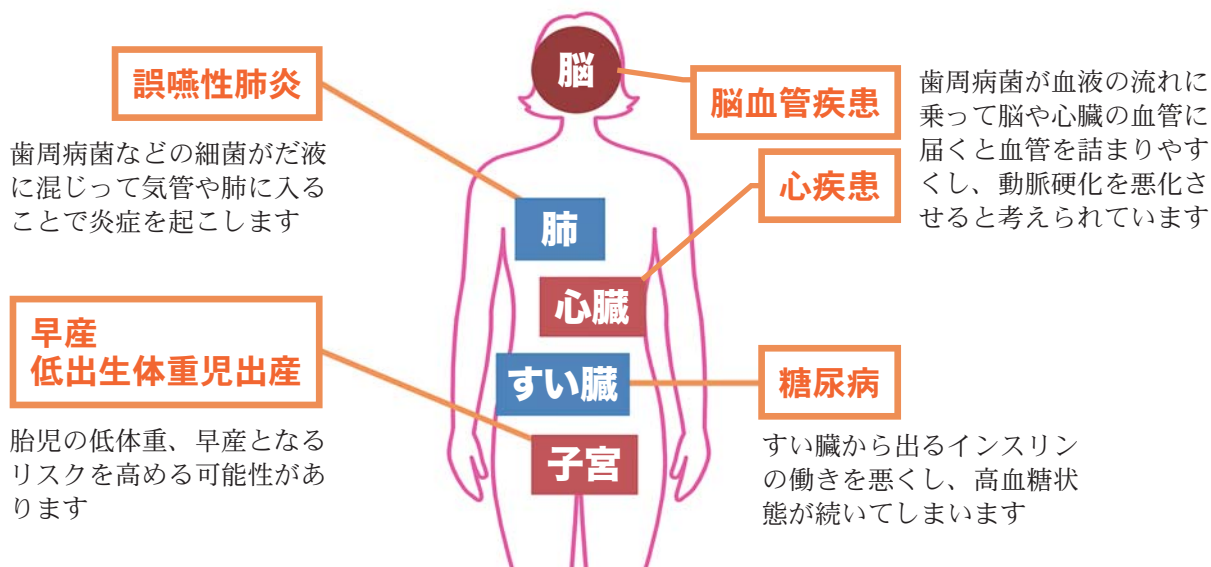 脳
誤嚥性肺炎
歯周病菌などの細菌がだ液
に混じって気管や肺に入る
ことで炎症を起こします
脳血管疾患
心疾患
歯周病菌が血液の流れに
乗って脳や心臓の血管に
届くと血管を詰まりやす
くし、動脈硬化を悪化さ
せると考えられています
肺
心臓
早産
低出生体重児出産
胎児の低体重、早産となる
リスクを高める可能性があ
ります
すい臓
糖尿病
すい臓から出るインスリン
の働きを悪くし、高血糖状
態が続いてしまいます
子宮